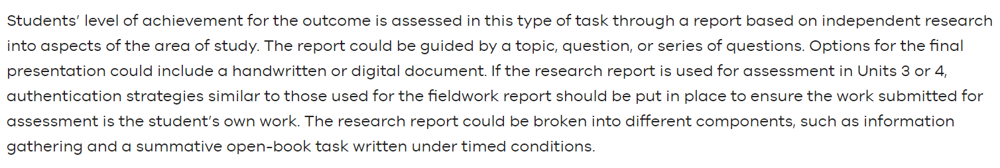 Students’ level of achievement for the outcome is assessed in this type of task through a report based on independent research
into aspects of the area of study. The report could be guided by a topic, question, or series of questions. Options for the final
presentation could include a handwritten or digital document. If the research report is used for assessment in Units 3 or 4,
authentication strategies similar to those used for the fieldwork report should be put in place to ensure the work submitted for
assessment is the student’s own work. The research report could be broken into different components, such as information
gathering and a summative open-book task written under timed conditions.